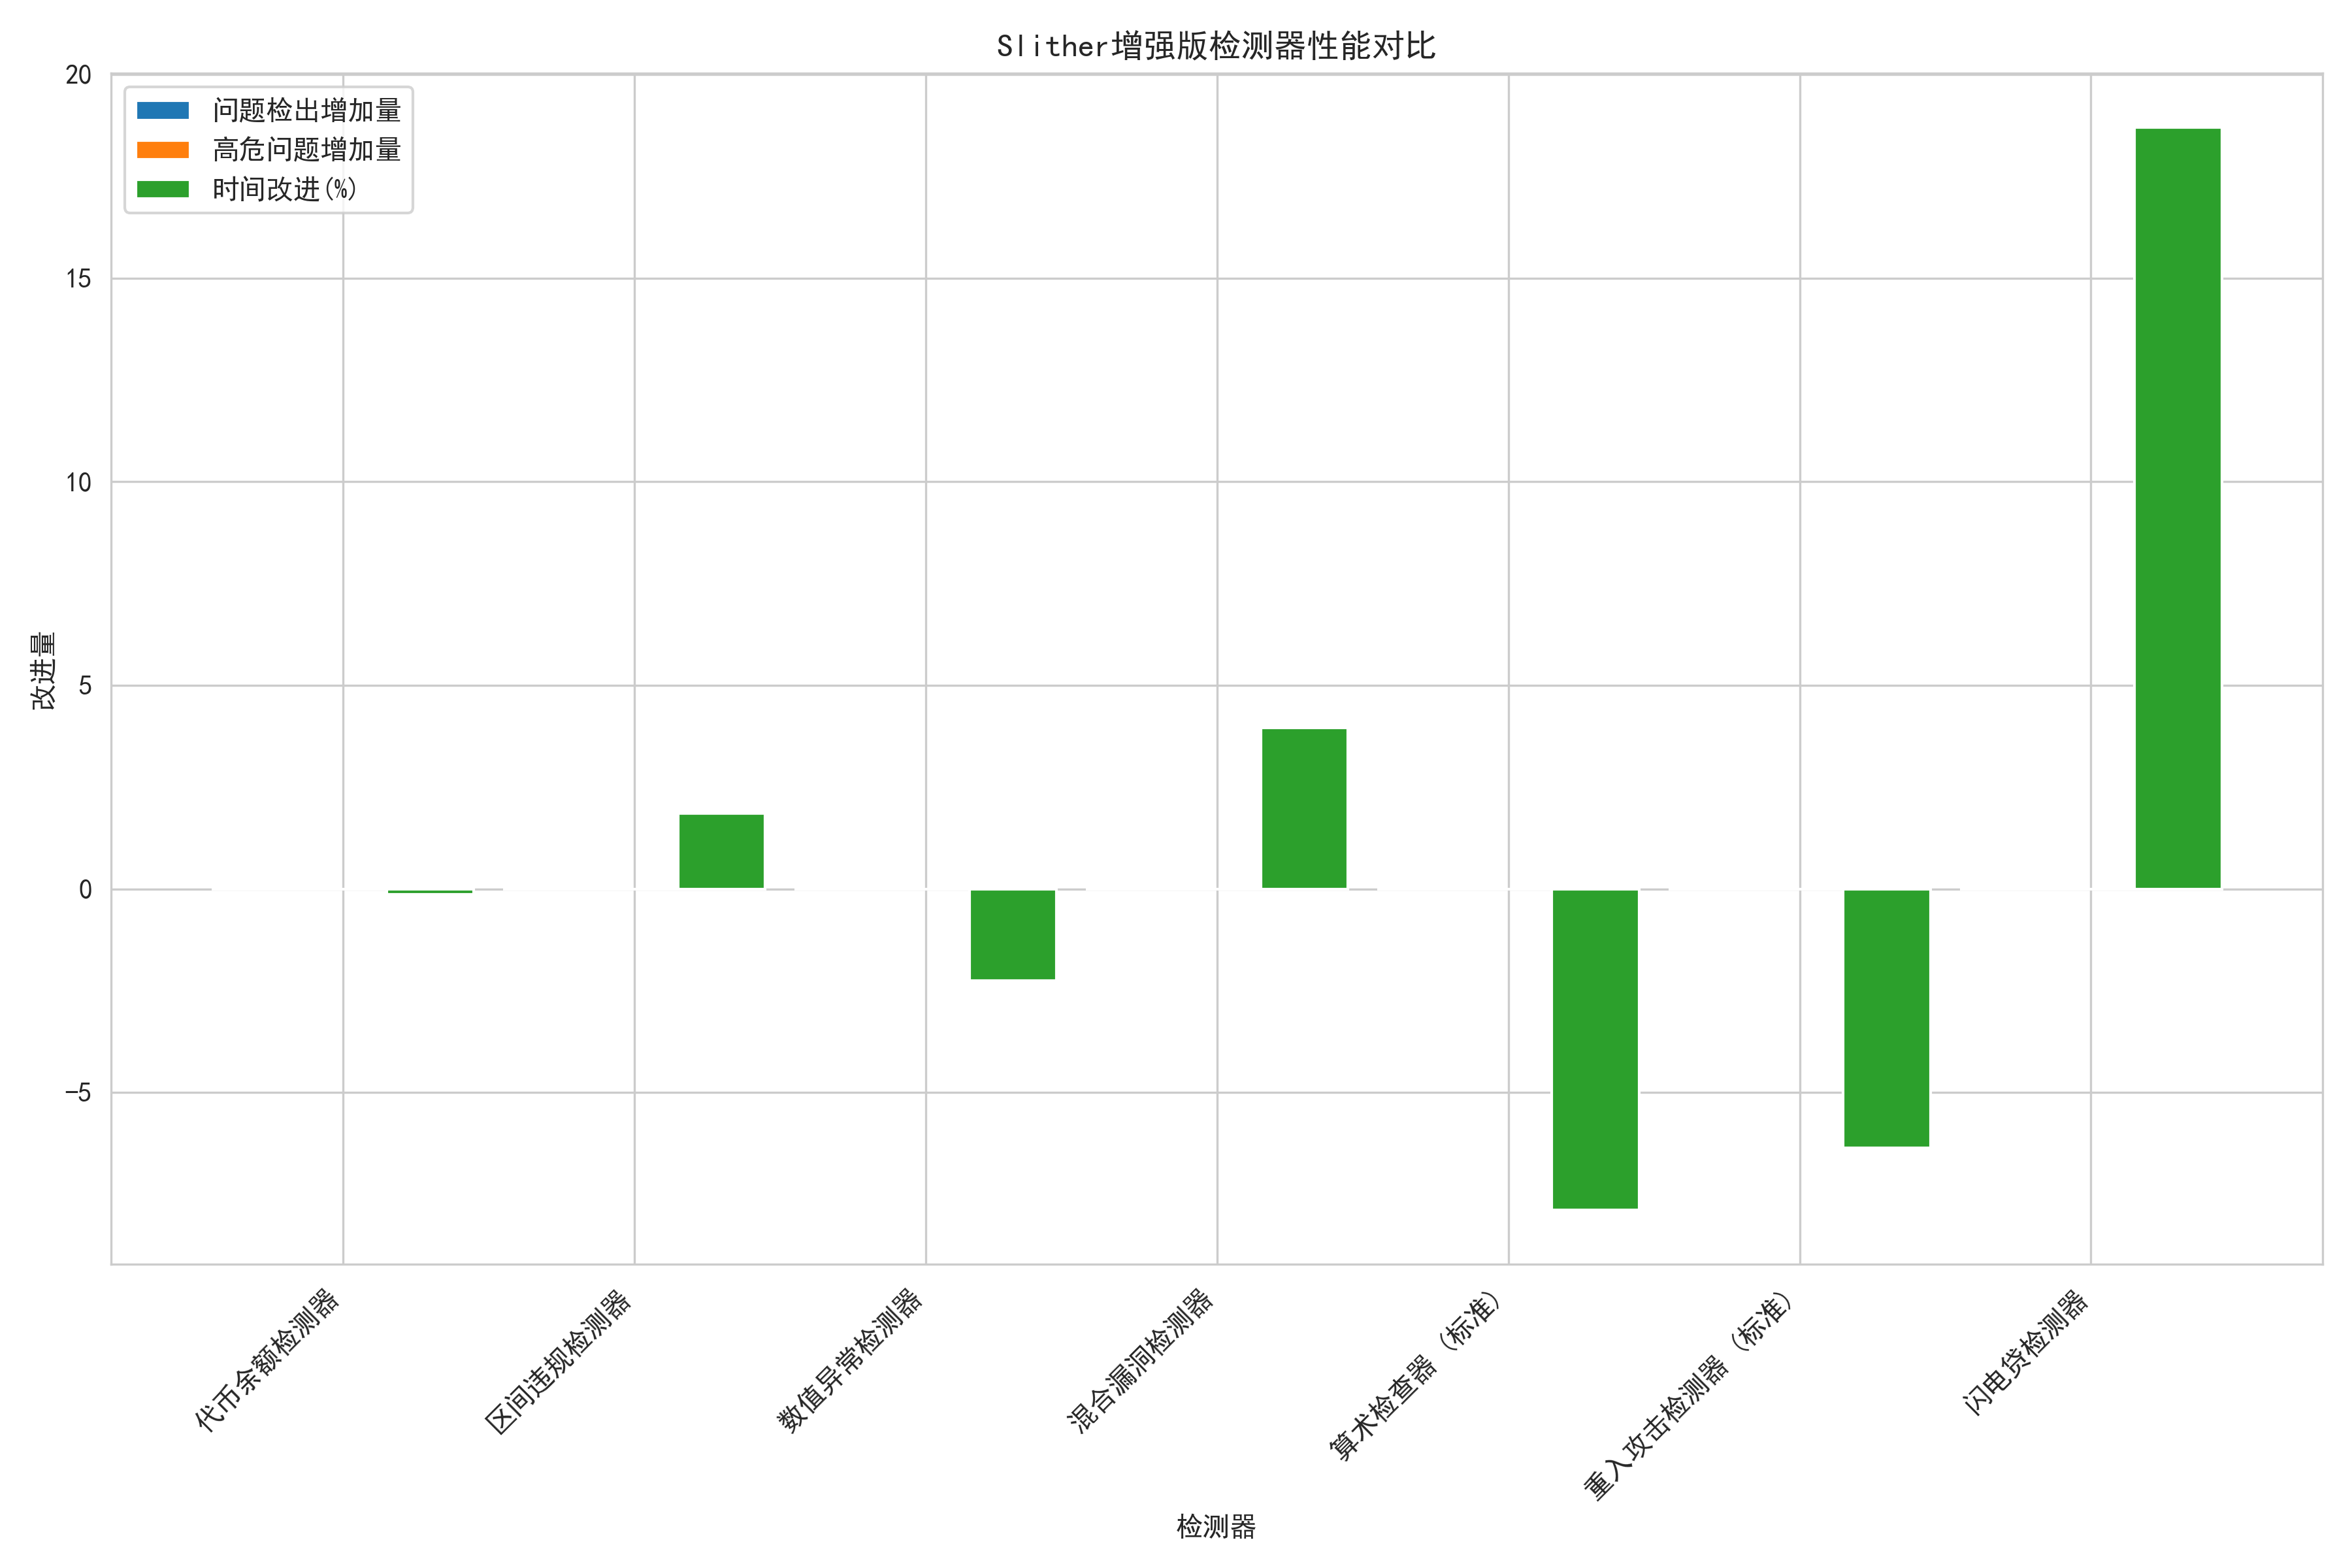 Slither增强版检测器性能对比
问题检出增加量
高危问题增加量
时间改进(%)
20
15
10
5
0
−5
改进量
代币余额检测器
区间违规检测器
数值异常检测器
混合漏洞检测器
算术检查器（标准）
重入攻击检测器（标准）
闪电贷检测器
检测器